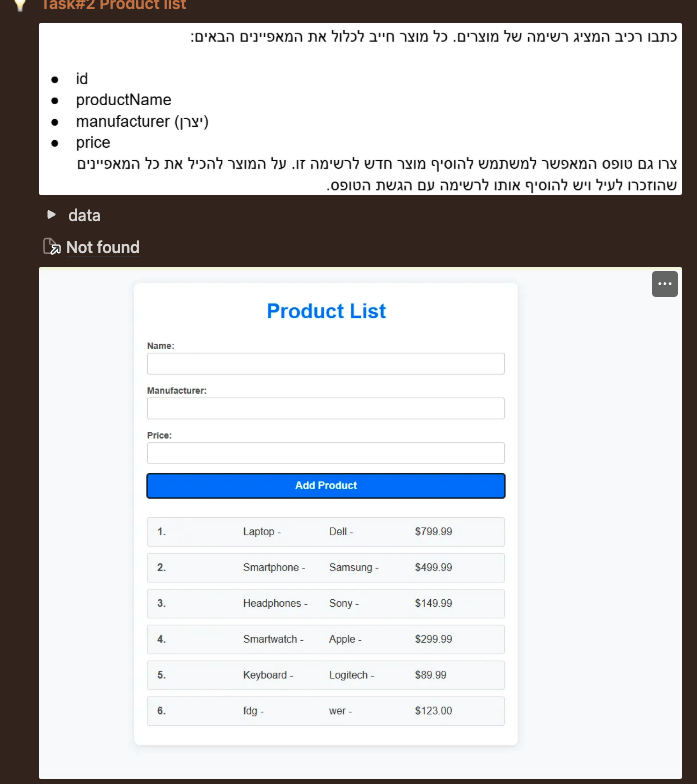 Task#2 Product list
כתבו רכיב המציג רשימה של מוצרים. כל מוצר חייב לכלול את המאפיינים הבאים:
● id
● productName
● manufacturer (יצרן)
● price
צרו גם טופס המאפשר למשתמש להוסיף מוצר חדש לרשימה זו. על המוצר להכיל את כל המאפיינים
שהוזכרו לעיל ויש להוסיף אותו לרשימה עם הגשת הטופס.
data
Not found
Product List
Name:
Manufacturer:
Price:
Add Product
1. Laptop - Dell - $799.99
2. Smartphone - Samsung - $499.99
3. Headphones - Sony - $149.99
4. Smartwatch - Apple - $299.99
5. Keyboard - Logitech - $89.99
6. fdg - wer - $123.00